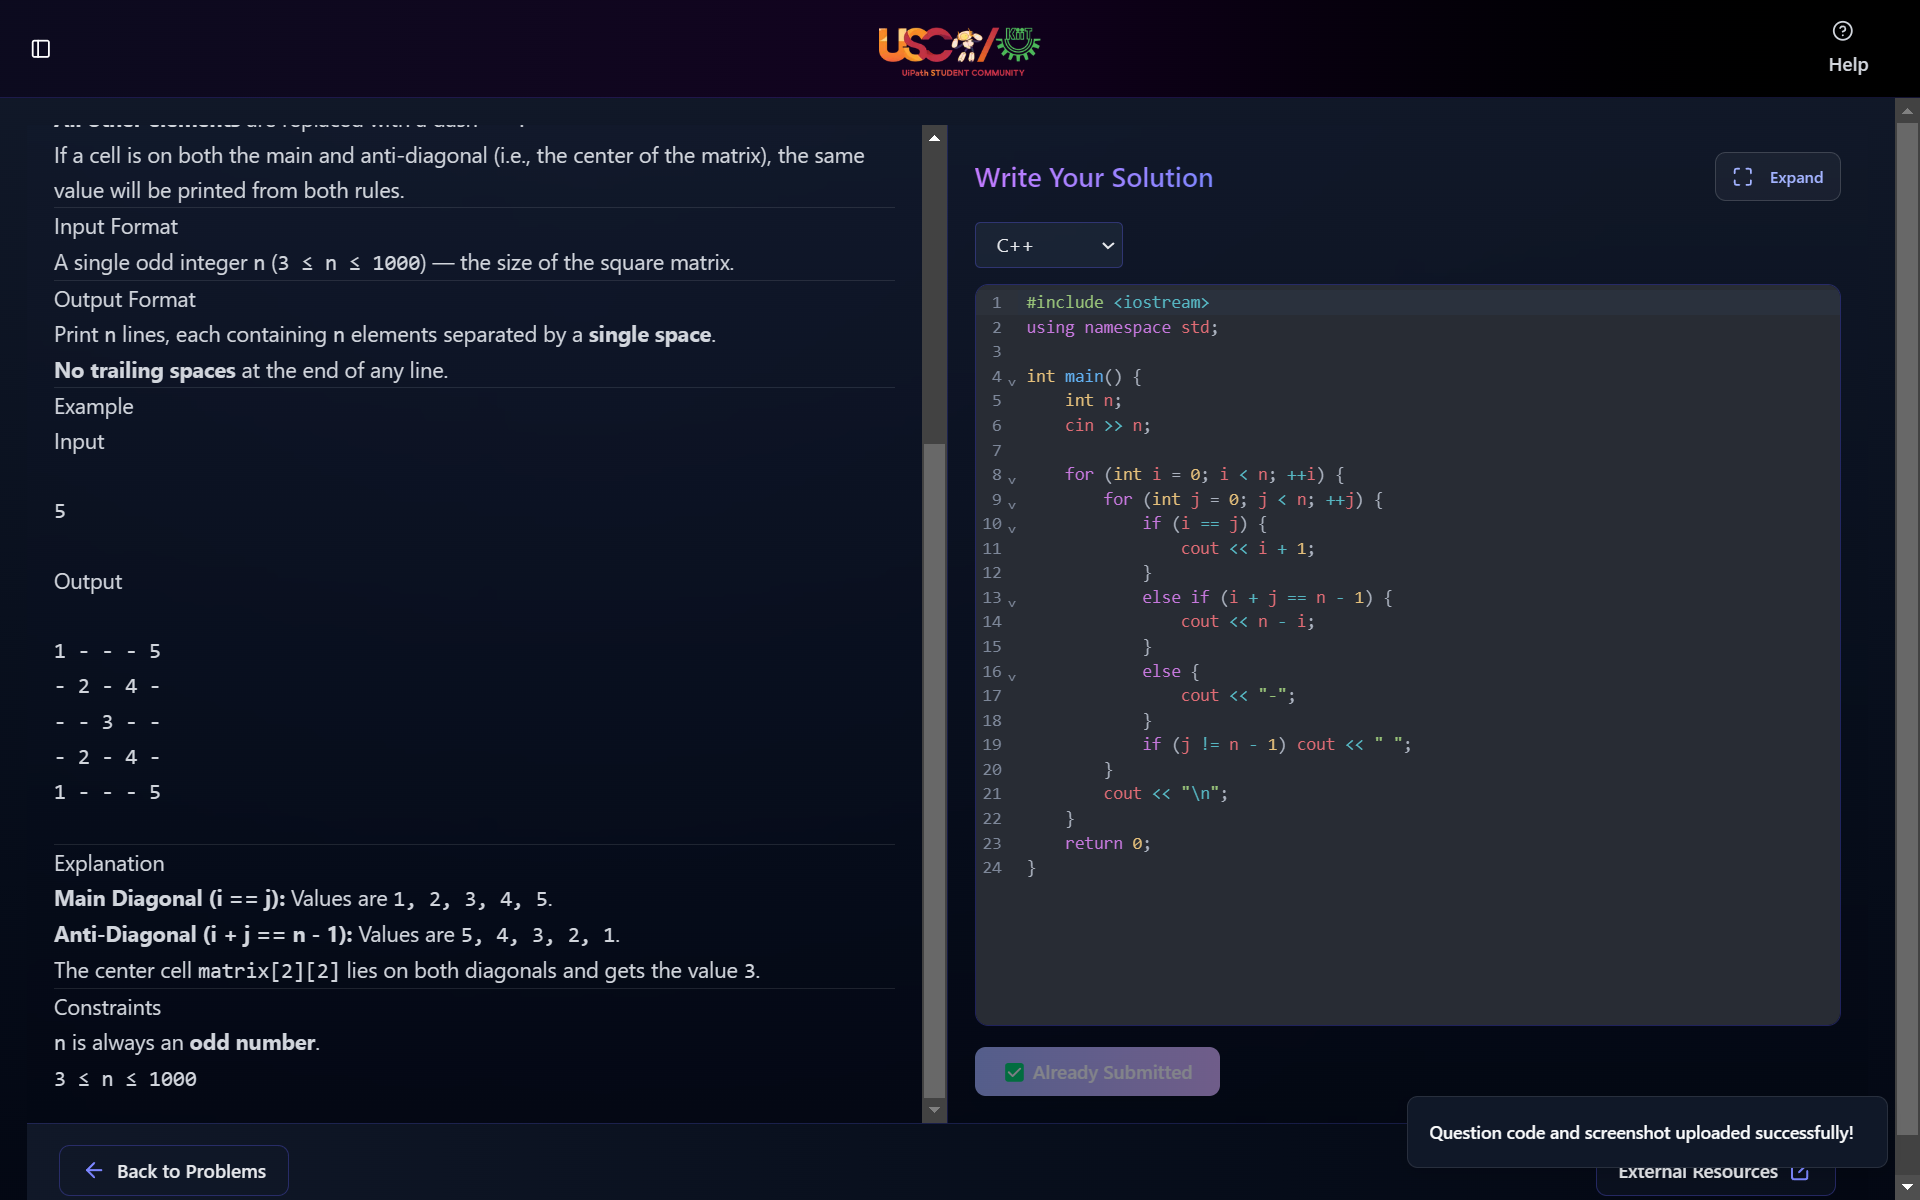 USC/KIIT
UiPath STUDENT COMMUNITY
Help
All other elements are replaced with a dash
If a cell is on both the main and anti-diagonal (i.e., the center of the matrix), the same
value will be printed from both rules.
Input Format
A single odd integer n (3 ≤ n ≤ 1000) — the size of the square matrix.
Output Format
Print n lines, each containing n elements separated by a single space.
No trailing spaces at the end of any line.
Example
Input
5
Output
1 - - - 5
- 2 - 4 -
- - 3 - -
- 2 - 4 -
1 - - - 5
Explanation
Main Diagonal (i == j): Values are 1, 2, 3, 4, 5.
Anti-Diagonal (i + j == n - 1): Values are 5, 4, 3, 2, 1.
The center cell matrix[2][2] lies on both diagonals and gets the value 3.
Constraints
n is always an odd number.
3 ≤ n ≤ 1000
Back to Problems
Write Your Solution
Expand
C++
1 #include <iostream>
2 using namespace std;
3
4 int main() {
5     int n;
6     cin >> n;
7
8     for (int i = 0; i < n; ++i) {
9         for (int j = 0; j < n; ++j) {
10             if (i == j) {
11                 cout << i + 1;
12             }
13             else if (i + j == n - 1) {
14                 cout << n - i;
15             }
16             else {
17                 cout << "-";
18             }
19             if (j != n - 1) cout << " ";
20         }
21         cout << "\n";
22     }
23     return 0;
24 }
Already Submitted
Question code and screenshot uploaded successfully!
External Resources